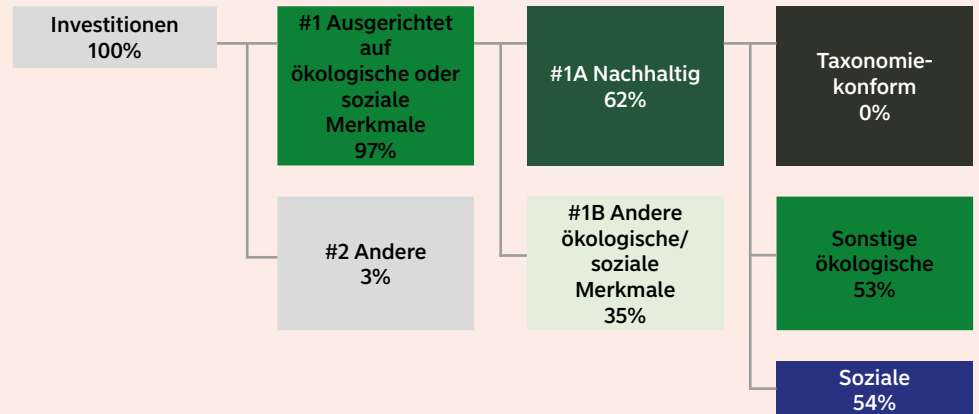 Investitionen
100%
#1 Ausgerichtet
auf
ökologische oder
soziale
Merkmale
97%
#1A Nachhaltig
62%
Taxonomie-
konform
0%
#2 Andere
3%
#1B Andere
ökologische/
soziale
Merkmale
35%
Sonstige
ökologische
53%
Soziale
54%